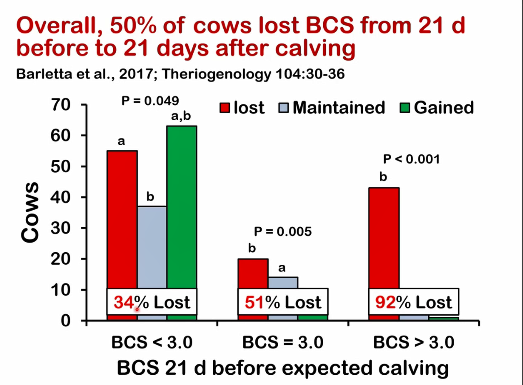 Overall, 50% of cows lost BCS from 21 d
before to 21 days after calving
Barletta et al., 2017; Theriogenology 104:30-36
70
60
50
40
30
20
10
0
Cows
P = 0.049
lost
Maintained
Gained
a
b
a,b
P = 0.005
b
a
P < 0.001
b
34% Lost
51% Lost
92% Lost
BCS < 3.0
BCS = 3.0
BCS > 3.0
BCS 21 d before expected calving